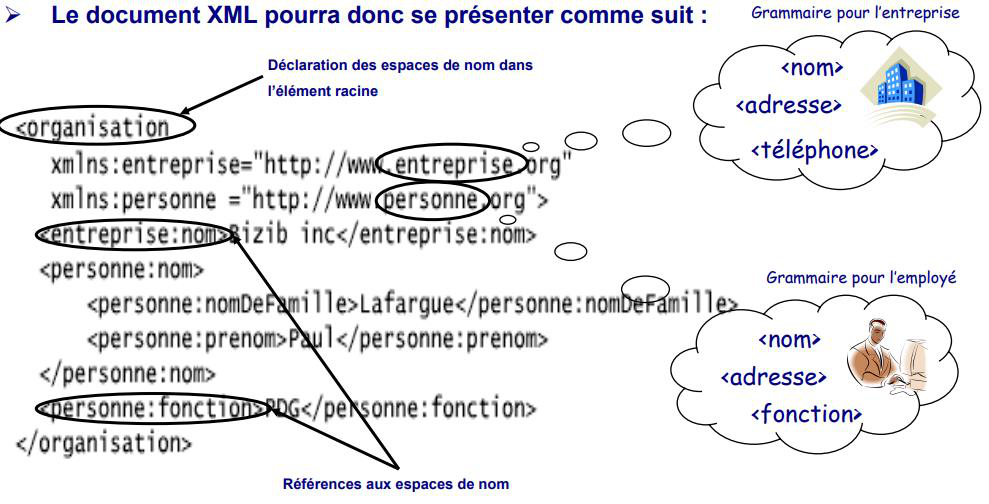 ➢ Le document XML pourra donc se présenter comme suit :
Grammaire pour l'entreprise
<nom>
<adresse>
<téléphone>
Déclaration des espaces de nom dans
l'élément racine
<organisation
xmlns:entreprise="http://www.entreprise.org"
xmlns:personne ="http://www.personne.org">
<entreprise:nom>Bizib inc</entreprise:nom>
<personne:nom>
<personne:nomDeFamille>Lafargue</personne:nomDeFamille>
<personne:prenom>Paul</personne:prenom>
</personne:nom>
<personne:fonction>PDG</personne:fonction>
</organisation>
Grammaire pour l'employé
<nom>
<adresse>
<fonction>
Références aux espaces de nom